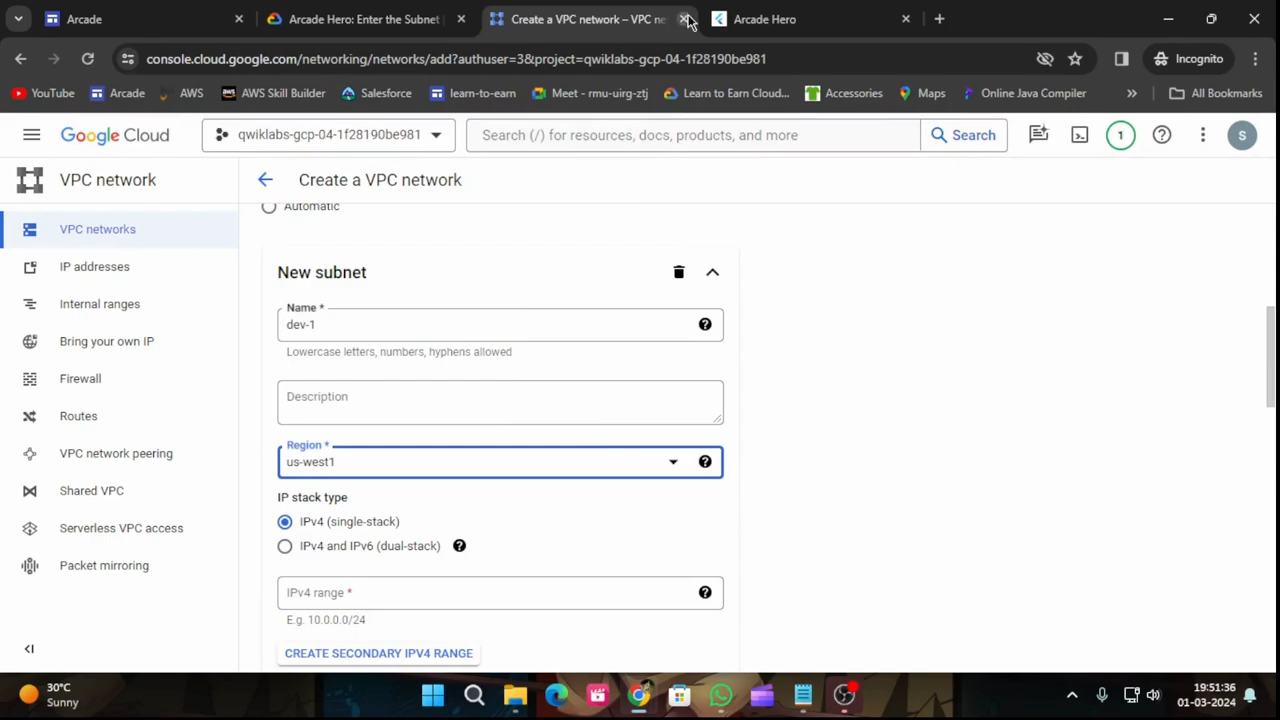 Arcade
Arcade Hero: Enter the Subnet
Create a VPC network – VPC ne
Arcade Hero
console.cloud.google.com/networking/networks/add?authuser=3&project=qwiklabs-gcp-04-1f28190be981
Incognito
YouTube
Arcade
AWS
AWS Skill Builder
Salesforce
learn-to-earn
Meet - rmu-uirg-ztj
Learn to Earn Cloud...
Accessories
Maps
Online Java Compiler
All Bookmarks
Google Cloud
qwiklabs-gcp-04-1f28190be981
Search (/) for resources, docs, products, and more
Search
1
S
VPC network
Create a VPC network
VPC networks
IP addresses
Internal ranges
Bring your own IP
Firewall
Routes
VPC network peering
Shared VPC
Serverless VPC access
Packet mirroring
Automatic
New subnet
Name *
dev-1
Lowercase letters, numbers, hyphens allowed
Description
Region *
us-west1
IP stack type
IPv4 (single-stack)
IPv4 and IPv6 (dual-stack)
IPv4 range *
E.g. 10.0.0.0/24
CREATE SECONDARY IPV4 RANGE
30°C
Sunny
19:51:36
01-03-2024